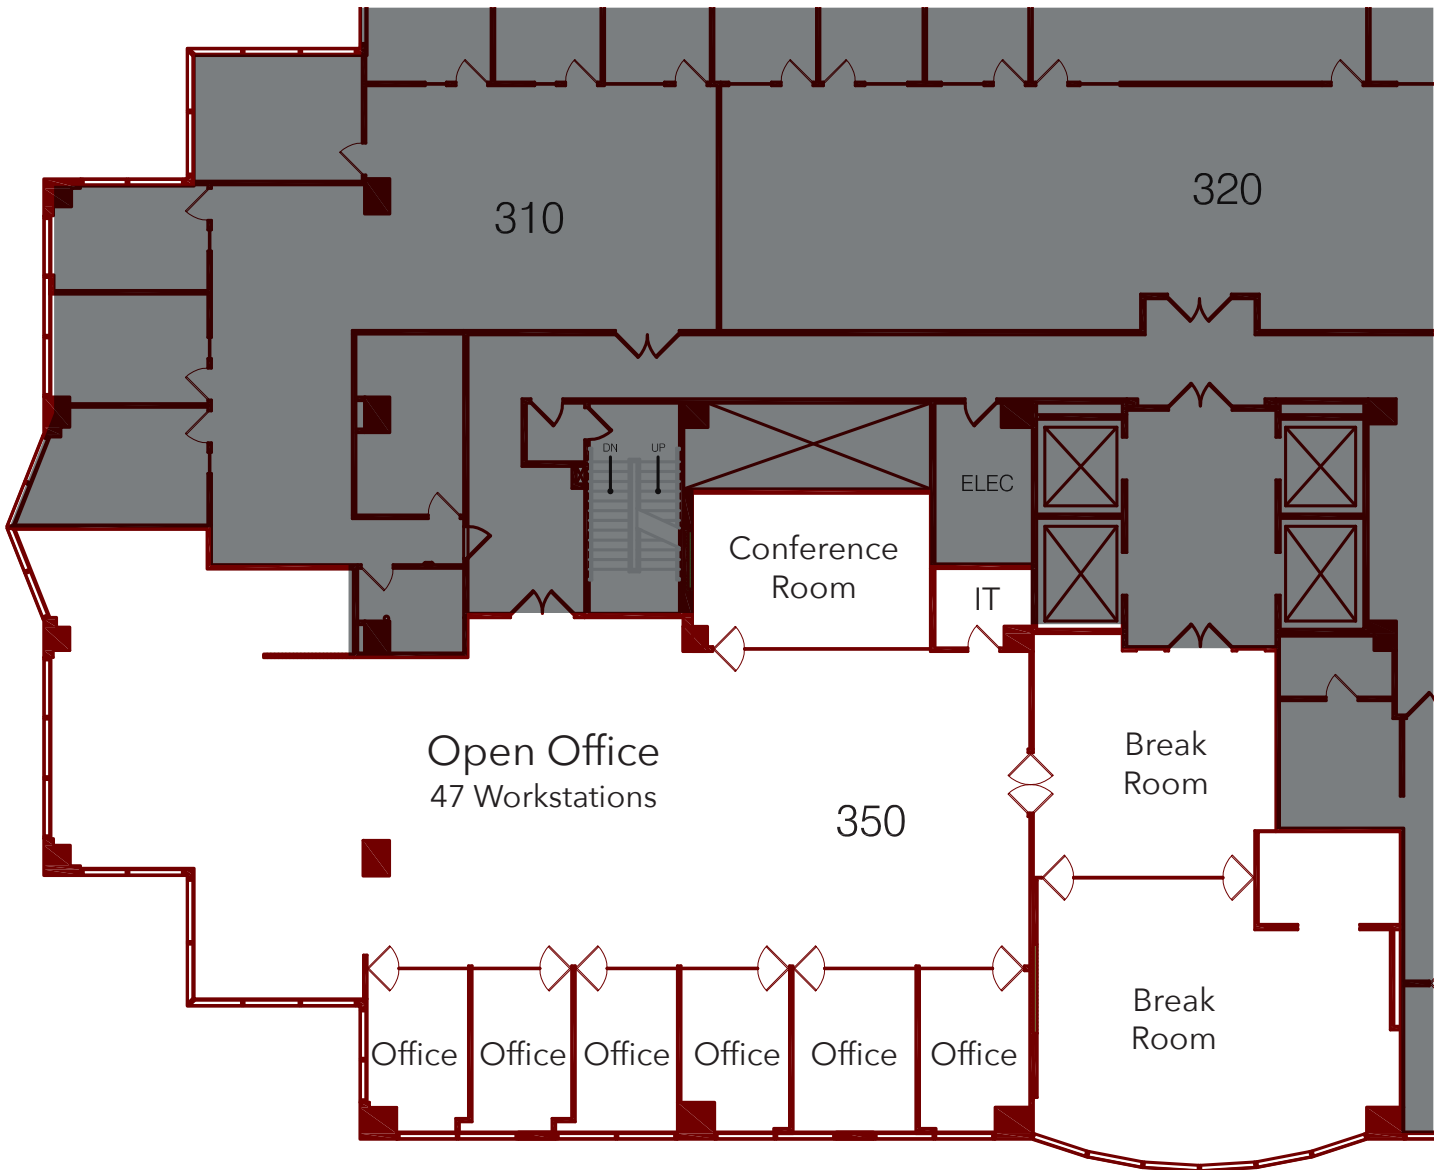 320
310
DN
UP
ELEC
Conference
Room
IT
Open Office
47 Workstations
350
Break
Room
Break
Room
Office
Office
Office
Office
Office
Office